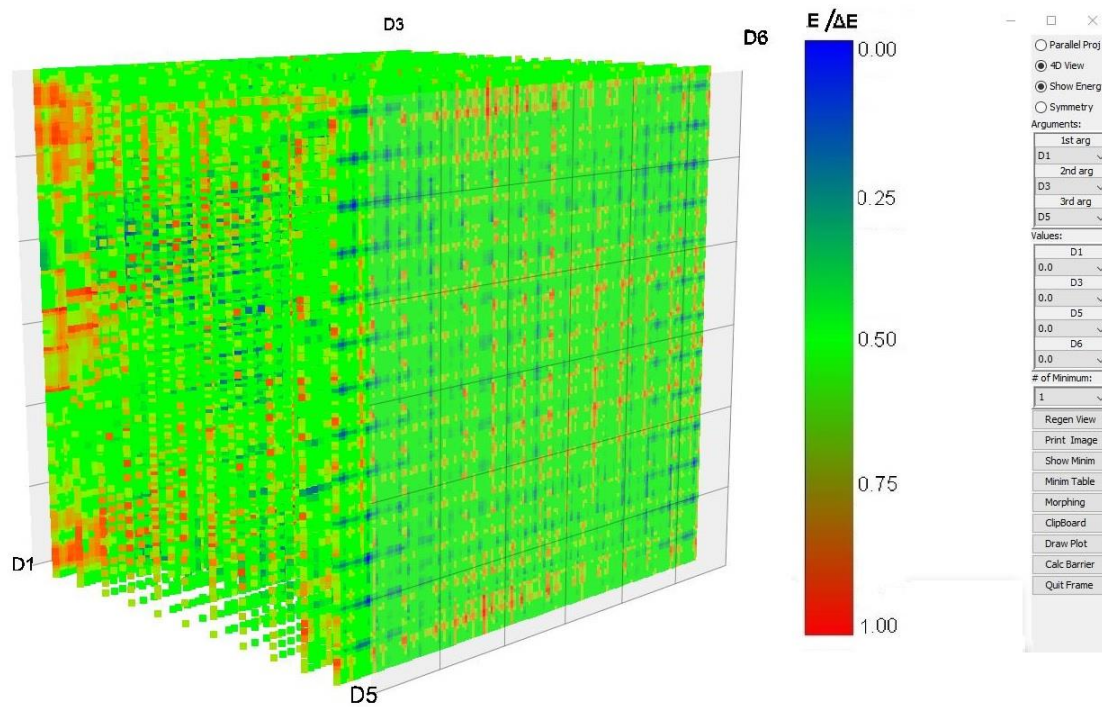 D3
D6
D1
D5
E /ΔE
0.00
0.25
0.50
0.75
1.00
Parallel Proj
4D View
Show Energ
Symmetry
Arguments:
1st arg
D1
2nd arg
D3
3rd arg
D5
Values:
D1
0.0
D3
0.0
D5
0.0
D6
0.0
# of Minimum:
1
Regen View
Print Image
Show Minim
Minim Table
Morphing
ClipBoard
Draw Plot
Calc Barrier
Quit Frame